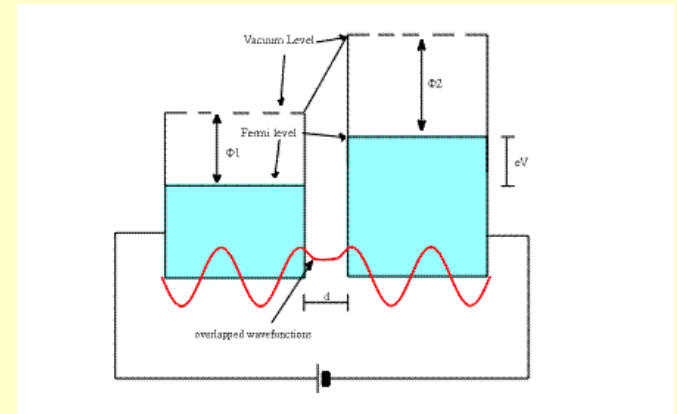 Vacuum Level
Φ2
Fermi level
Φ1
eV
d
overlapped wavefunctions